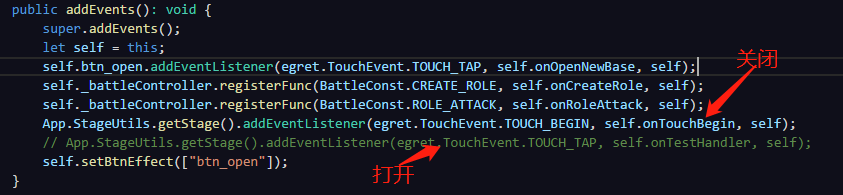 public addEvents(): void {
super.addEvents();
let self = this;
self.btn_open.addEventListener(egret.TouchEvent.TOUCH_TAP, self.onOpenNewBase, self);
关闭
self._battleController.registerFunc(BattleConst.CREATE_ROLE, self.onCreateRole, self);
self._battleController.registerFunc(BattleConst.ROLE_ATTACK, self.onRoleAttack, self);
App.StageUtils.getStage().addEventListener(egret.TouchEvent.TOUCH_BEGIN, self.onTouchBegin, self);
// App.StageUtils.getStage().addEventListener(egret.TouchEvent.TOUCH_TAP, self.onTestHandler, self);
self.setBtnEffect(["btn_open"]);
打开
}